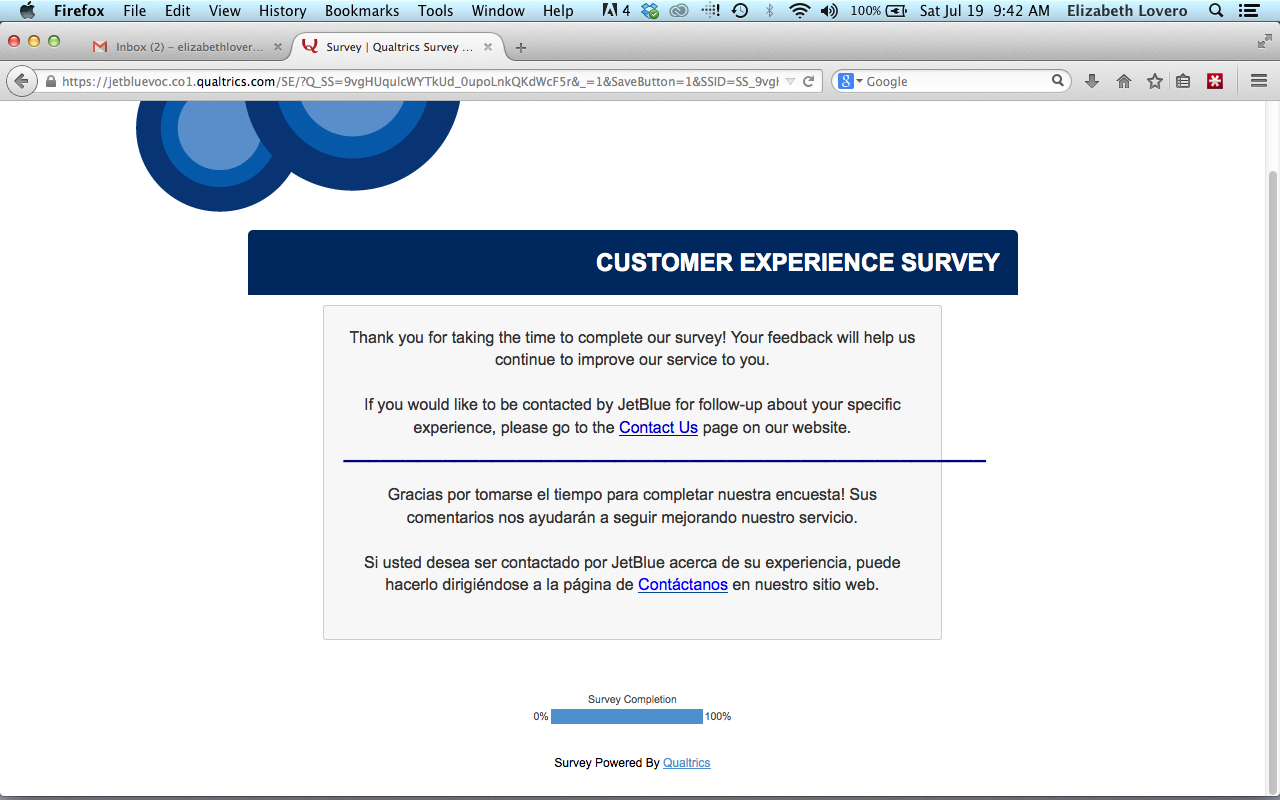 Firefox File Edit View History Bookmarks Tools Window Help 4 100% Sat Jul 19 9:42 AM Elizabeth Lovero
Inbox (2) – elizabethlover... Survey | Qualtrics Survey ...
https://jetbluevoc.co1.qualtrics.com/SE/?Q_SS=9vgHUqulcWYTkUd_0upoLnkQKdWcF5r&_=1&SaveButton=1&SSID=SS_9vgH Google
CUSTOMER EXPERIENCE SURVEY
Thank you for taking the time to complete our survey! Your feedback will help us
continue to improve our service to you.
If you would like to be contacted by JetBlue for follow-up about your specific
experience, please go to the Contact Us page on our website.
Gracias por tomarse el tiempo para completar nuestra encuesta! Sus
comentarios nos ayudarán a seguir mejorando nuestro servicio.
Si usted desea ser contactado por JetBlue acerca de su experiencia, puede
hacerlo dirigiéndose a la página de Contáctanos en nuestro sitio web.
Survey Completion
0% 100%
Survey Powered By Qualtrics